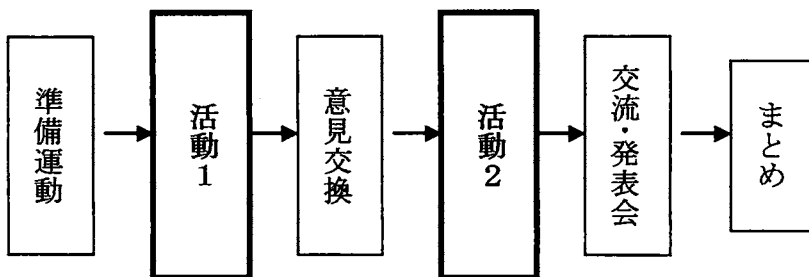 準備運動
活動1
意見交換
活動2
交流・発表会
まとめ